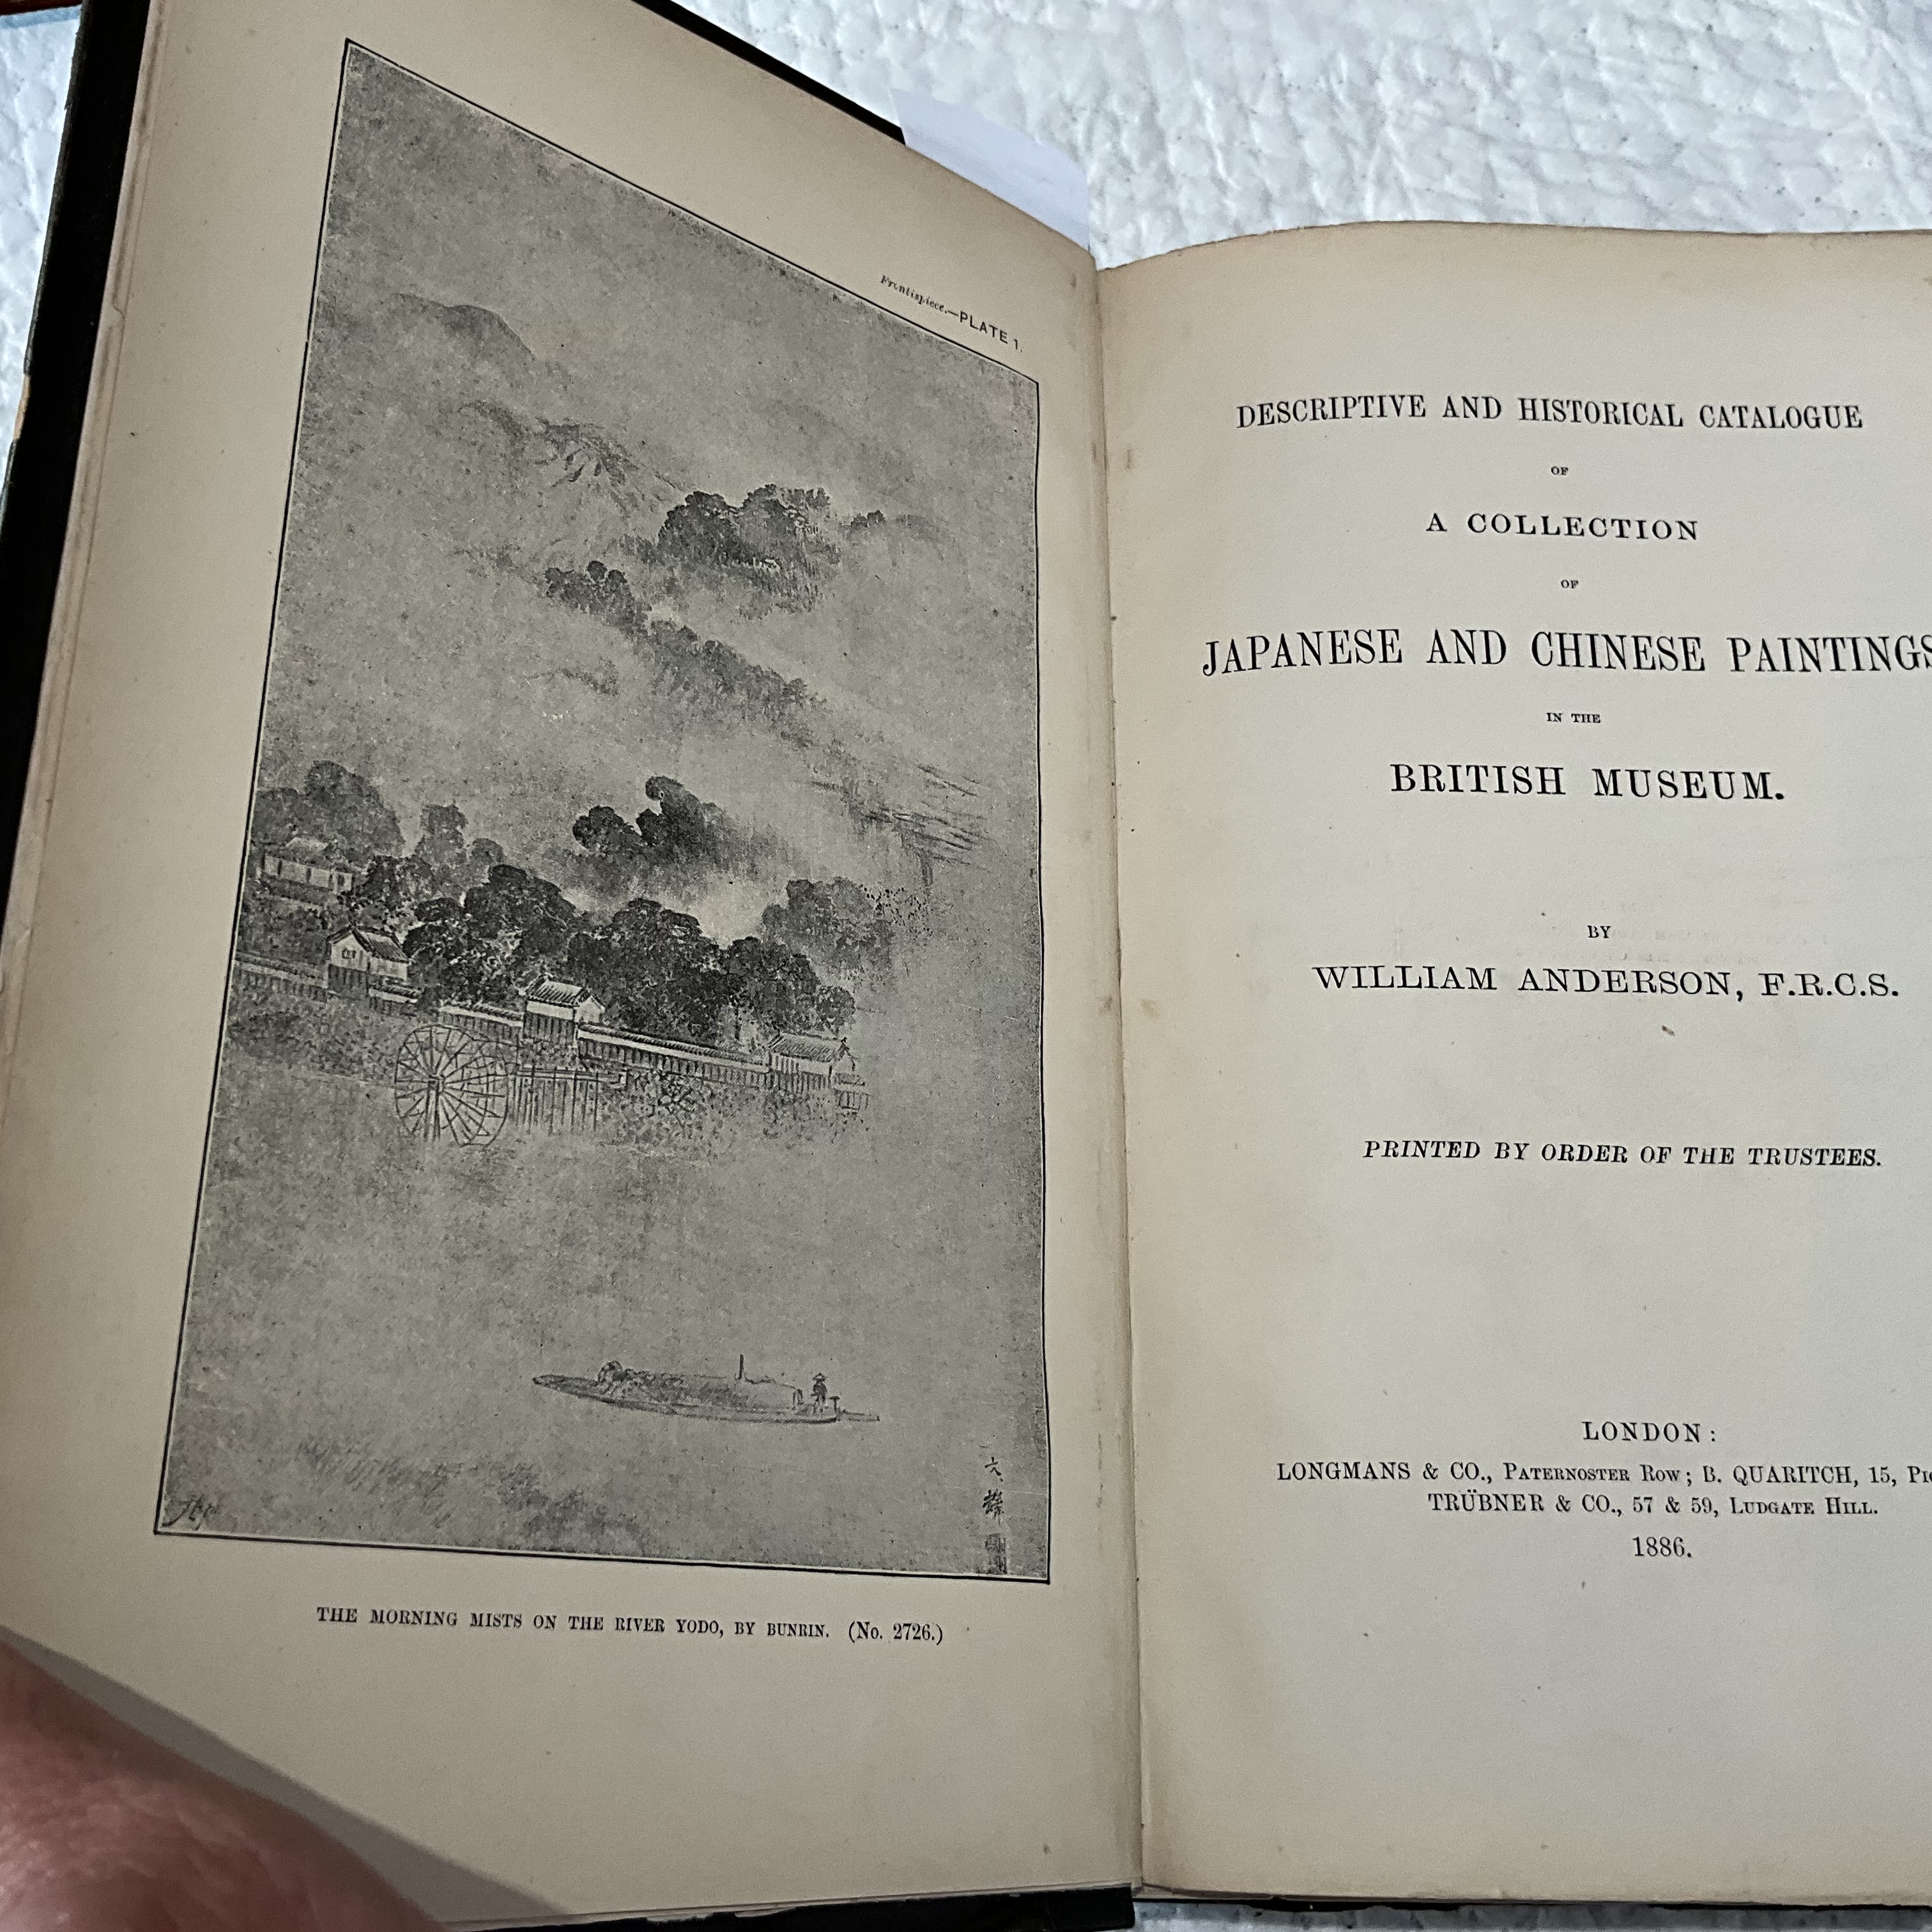 Frontispiece.—PLATE 1.
THE MORNING MISTS ON THE RIVER YODO, BY BUNRIN. (No. 2726.)
DESCRIPTIVE AND HISTORICAL CATALOGUE
OF
A COLLECTION
OF
JAPANESE AND CHINESE PAINTINGS
IN THE
BRITISH MUSEUM.
BY
WILLIAM ANDERSON, F.R.C.S.
PRINTED BY ORDER OF THE TRUSTEES.
LONDON:
LONGMANS & CO., PATERNOSTER ROW; B. QUARITCH, 15,
TRÜBNER & CO., 57 & 59, LUDGATE HILL.
1886.